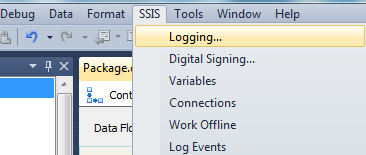 Debug Data Format SSIS Tools Window Help
Logging...
Package.
Digital Signing...
Variables
Cont
Connections
Data Flo
Work Offline
Log Events